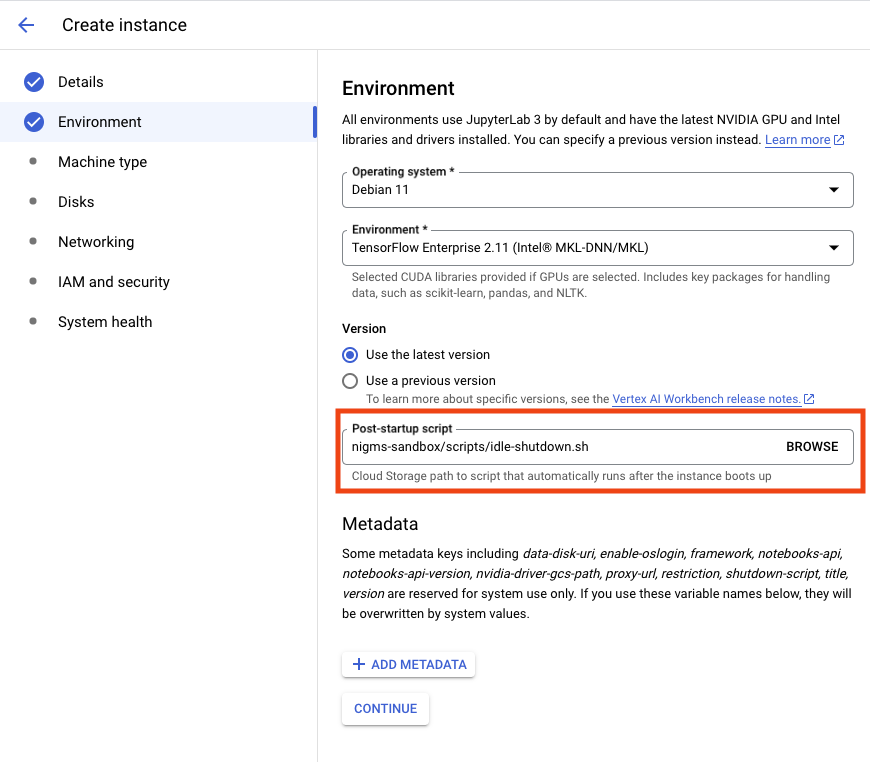 Create instance
Details
Environment
Machine type
Disks
Networking
IAM and security
System health
Environment
All environments use JupyterLab 3 by default and have the latest NVIDIA GPU and Intel
libraries and drivers installed. You can specify a previous version instead. Learn more
Operating system *
Debian 11
Environment *
TensorFlow Enterprise 2.11 (Intel® MKL-DNN/MKL)
Selected CUDA libraries provided if GPUs are selected. Includes key packages for handling
data, such as scikit-learn, pandas, and NLTK.
Version
Use the latest version
Use a previous version
To learn more about specific versions, see the Vertex AI Workbench release notes.
Post-startup script
nigms-sandbox/scripts/idle-shutdown.sh BROWSE
Cloud Storage path to script that automatically runs after the instance boots up
Metadata
Some metadata keys including data-disk-uri, enable-oslogin, framework, notebooks-api,
notebooks-api-version, nvidia-driver-gcs-path, proxy-url, restriction, shutdown-script, title,
version are reserved for system use only. If you use these variable names below, they will
be overwritten by system values.
ADD METADATA
CONTINUE